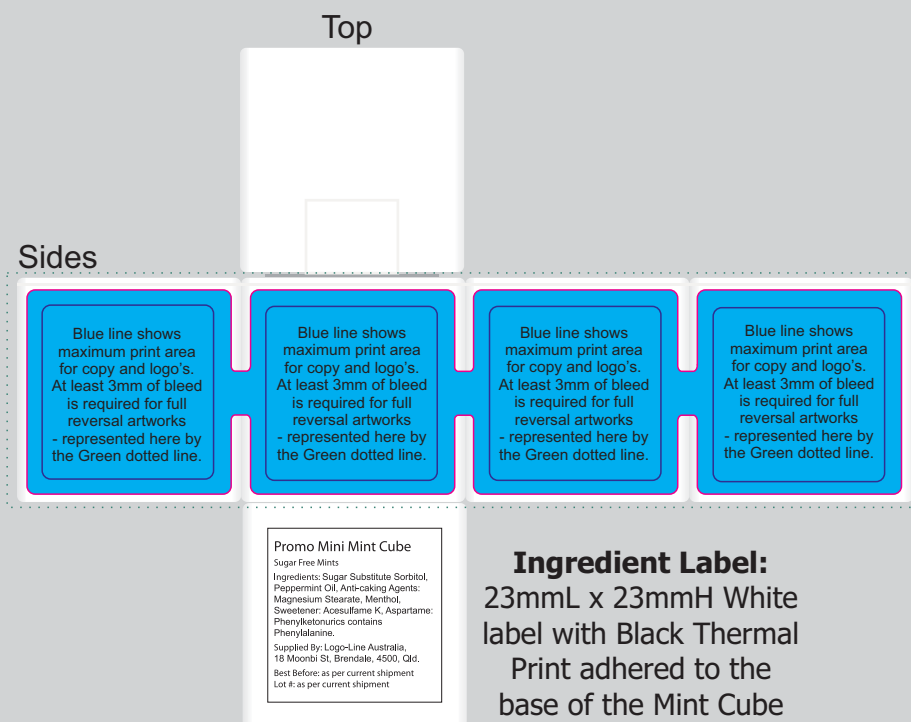 Top
Sides
Blue line shows
maximum print area
for copy and logo's.
At least 3mm of bleed
is required for full
reversal artworks
- represented here by
the Green dotted line.
Blue line shows
maximum print area
for copy and logo's.
At least 3mm of bleed
is required for full
reversal artworks
- represented here by
the Green dotted line.
Blue line shows
maximum print area
for copy and logo's.
At least 3mm of bleed
is required for full
reversal artworks
- represented here by
the Green dotted line.
Blue line shows
maximum print area
for copy and logo's.
At least 3mm of bleed
is required for full
reversal artworks
- represented here by
the Green dotted line.
Promo Mini Mint Cube
Sugar Free Mints
Ingredients: Sugar Substitute Sorbitol,
Peppermint Oil, Anti-caking Agents:
Magnesium Stearate, Menthol,
Sweetener: Acesulfame K, Aspartame:
Phenylketonurics contains
Phenylalanine.
Supplied By: Logo-Line Australia,
18 Moonbi St, Brendale, 4500, Qld.
Best Before: as per current shipment
Lot #: as per current shipment
Ingredient Label:
23mmL x 23mmH White
label with Black Thermal
Print adhered to the
base of the Mint Cube